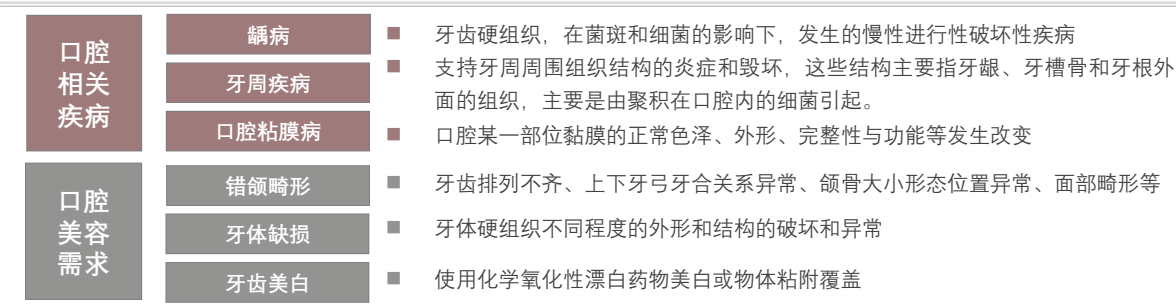 口腔
相关
疾病
龋病
■ 牙齿硬组织，在菌斑和细菌的影响下，发生的慢性进行性破坏性疾病
牙周疾病
■ 支持牙周周围组织结构的炎症和毁坏，这些结构主要指牙龈、牙槽骨和牙根外
面的组织，主要是由聚积在口腔内的细菌引起。
口腔粘膜病
■ 口腔某一部位黏膜的正常色泽、外形、完整性与功能等发生改变
口腔
美容
需求
错颌畸形
■ 牙齿排列不齐、上下牙弓牙合关系异常、颌骨大小形态位置异常、面部畸形等
牙体缺损
■ 牙体硬组织不同程度的外形和结构的破坏和异常
牙齿美白
■ 使用化学氧化性漂白药物美白或物体粘附覆盖